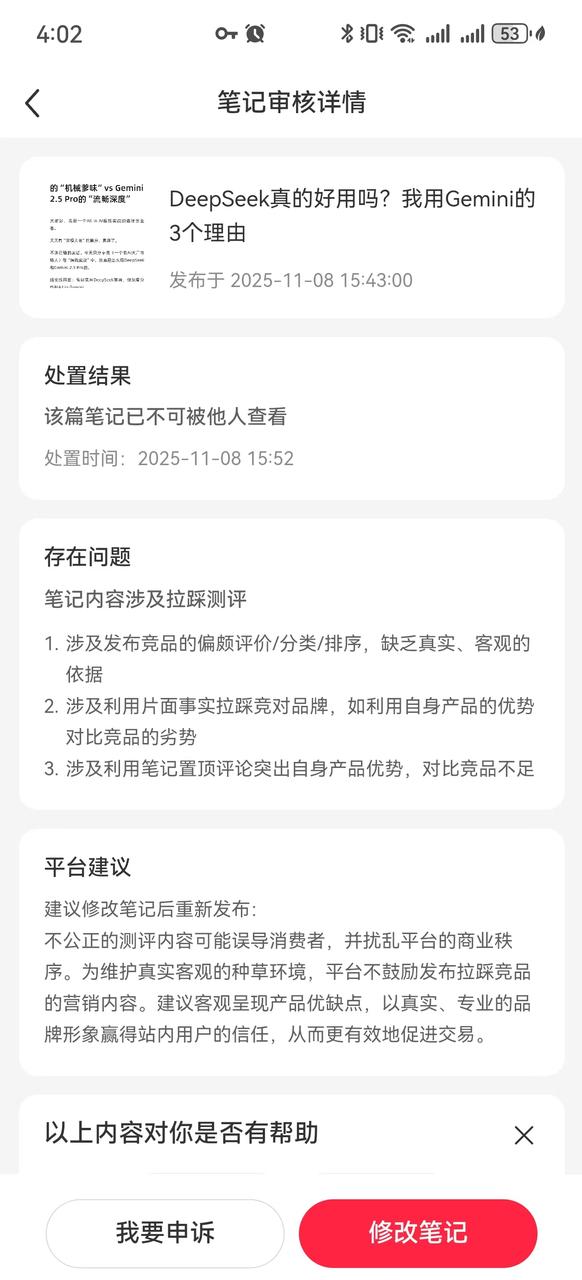 4:02
53
笔记审核详情
的“机械爹味”vs Gemini
2.5 Pro的“流畅深度”
DeepSeek真的好用吗？我用Gemini的
3个理由
发布于 2025-11-08 15:43:00
处置结果
该篇笔记已不可被他人查看
处置时间：2025-11-08 15:52
存在问题
笔记内容涉及拉踩测评
1. 涉及发布竞品的偏颇评价/分类/排序，缺乏真实、客观的
依据
2. 涉及利用片面事实拉踩竞对品牌，如利用自身产品的优势
对比竞品的劣势
3. 涉及利用笔记置顶评论突出自身产品优势，对比竞品不足
平台建议
建议修改笔记后重新发布：
不公正的测评内容可能误导消费者，并扰乱平台的商业秩
序。为维护真实客观的种草环境，平台不鼓励发布拉踩竞品
的营销内容。建议客观呈现产品优缺点，以真实、专业的品
牌形象赢得站内用户的信任，从而更有效地促进交易。
以上内容对你是否有帮助
我要申诉
修改笔记